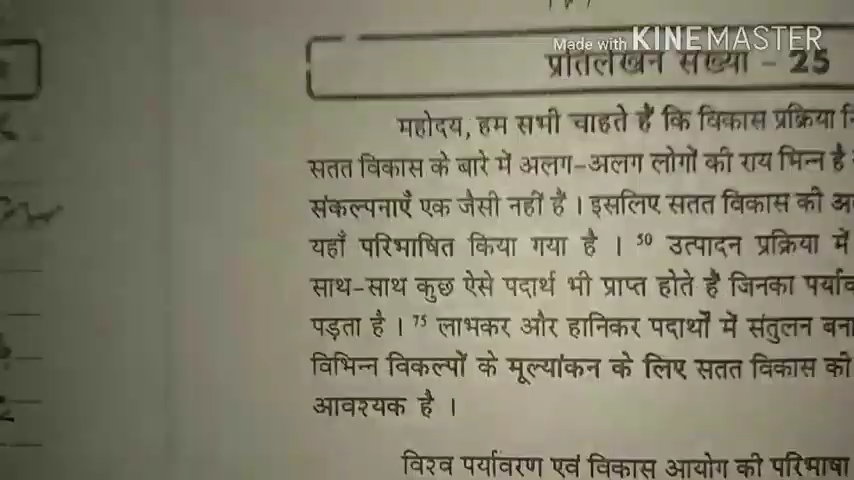 Made with KINEMASTER
प्रतिलेखन संख्या - 25
महोदय, हम सभी चाहते हैं कि विकास प्रक्रिया
सतत विकास के बारे में अलग-अलग लोगों की राय भिन्न है
संकल्पनाएँ एक जैसी नहीं हैं । इसलिए सतत विकास की
यहाँ परिभाषित किया गया है । 50 उत्पादन प्रक्रिया में
साथ-साथ कुछ ऐसे पदार्थ भी प्राप्त होते हैं जिनका
पड़ता है । 75 लाभकर और हानिकर पदार्थों में संतुलन
विभिन्न विकल्पों के मूल्यांकन के लिए सतत विकास की
आवश्यक है ।
विश्व पर्यावरण एवं विकास आयोग की परिभाषा